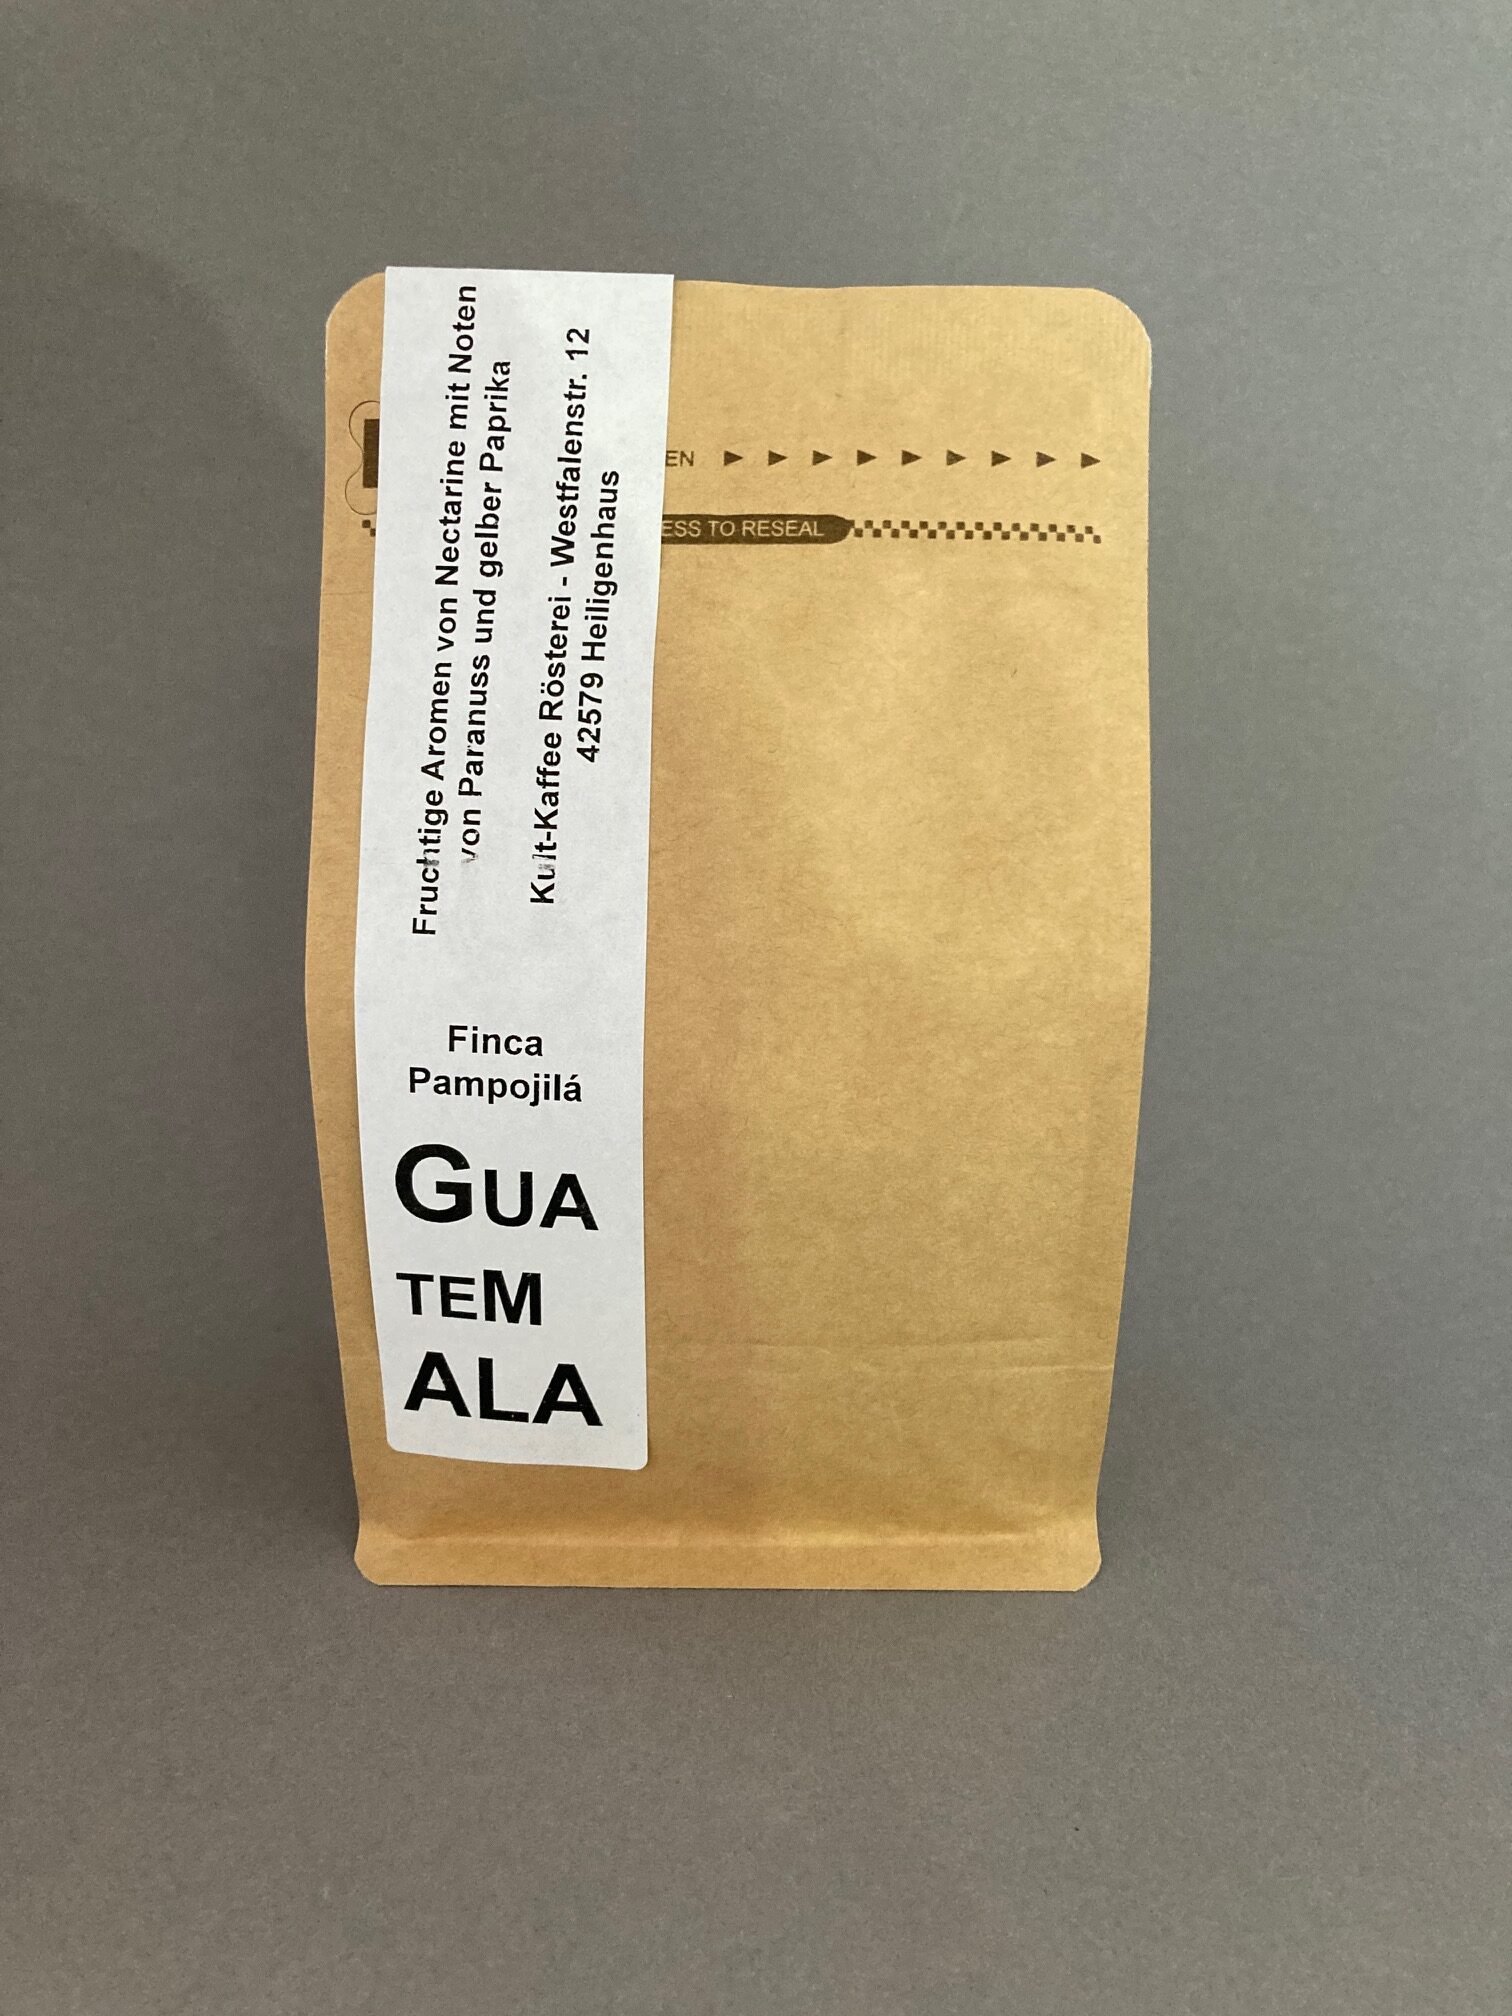 Fruchtige Aromen von Nectarine mit Noten
von Paranuss und gelber Paprika
Kult-Kaffee Rösterei - Westfalenstr. 12
42579 Heiligenhaus
EN
ESS TO RESEAL
Finca
Pampojilá
GUA
TEM
ALA